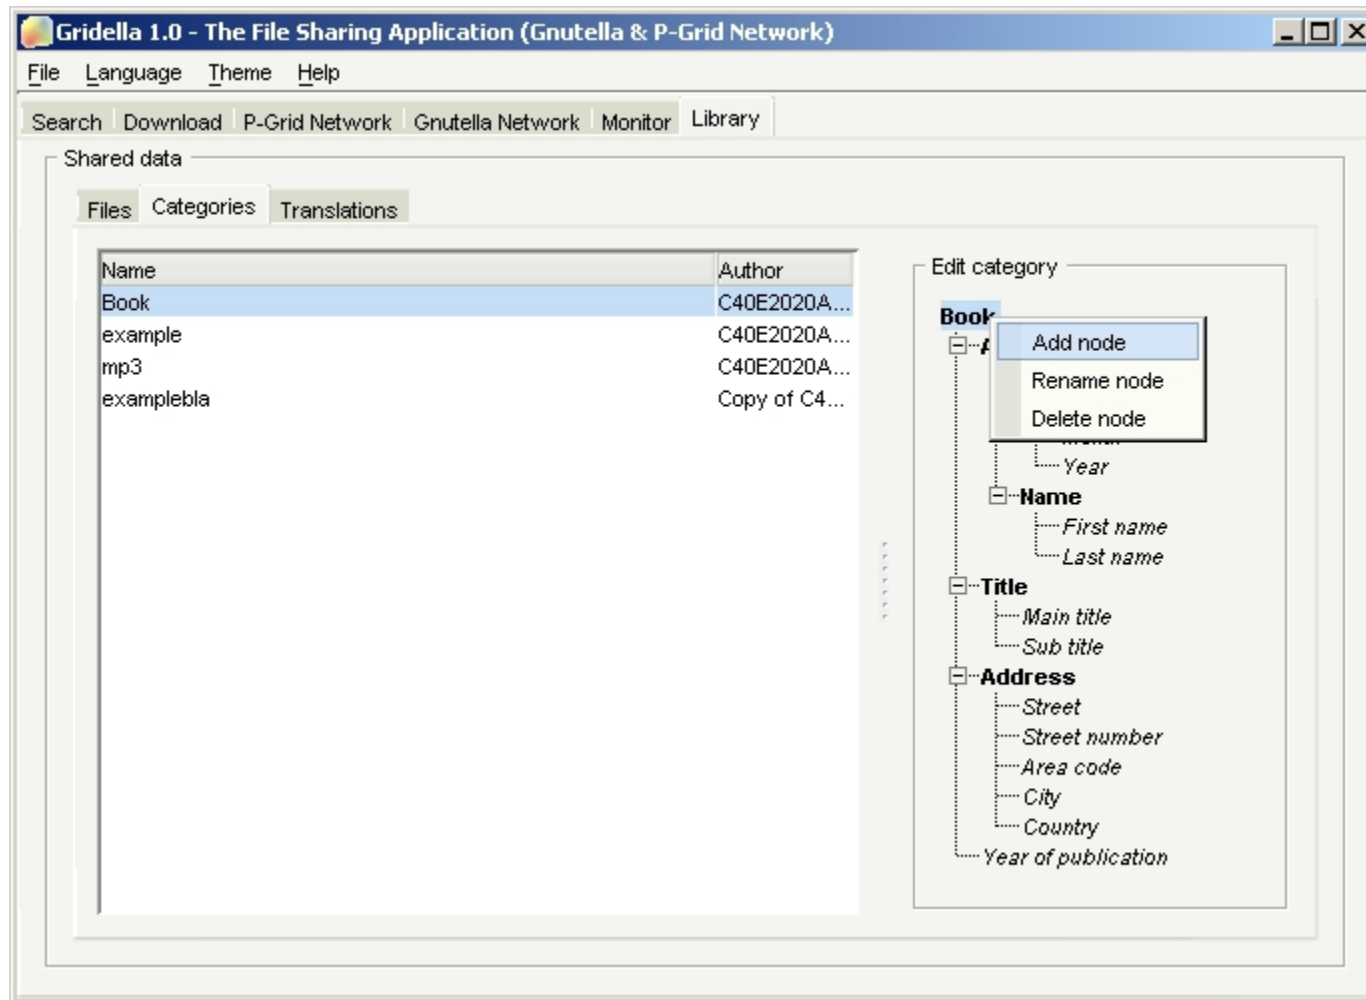 Gridella 1.0 - The File Sharing Application (Gnutella & P-Grid Network)
File Language Theme Help
Search Download P-Grid Network Gnutella Network Monitor Library
Shared data
Files Categories Translations
Name Author
Book C40E2020A...
example C40E2020A...
mp3 C40E2020A...
examplebla Copy of C4...
Edit category
Book
Add node
Rename node
Delete node
Year
Name
First name
Last name
Title
Main title
Sub title
Address
Street
Street number
Area code
City
Country
Year of publication